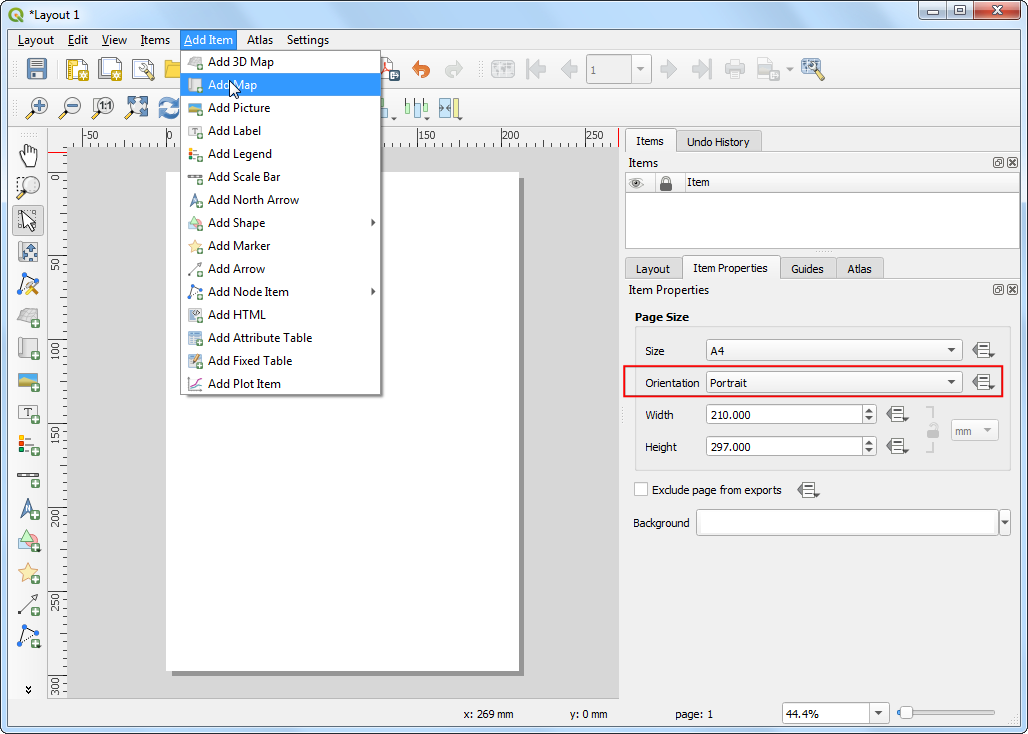 *Layout 1
Layout Edit View Items Add Item Atlas Settings
Add 3D Map
Add Map
Add Picture
Add Label
Add Legend
Add Scale Bar
Add North Arrow
Add Shape
Add Marker
Add Arrow
Add Node Item
Add HTML
Add Attribute Table
Add Fixed Table
Add Plot Item
1
1:1
-50 0 150 200 250
0
50
100
150
200
250
300
Items Undo History
Items
Item
Layout Item Properties Guides Atlas
Item Properties
Page Size
Size A4
Orientation Portrait
Width 210.000
mm
Height 297.000
Exclude page from exports
Background
x: 269 mm y: 0 mm page: 1 44.4%